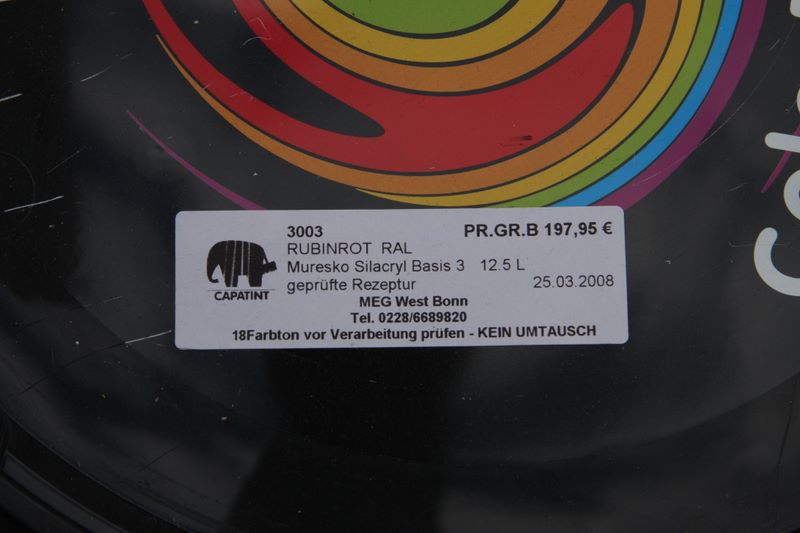 3003 PR.GR.B 197,95 €
RUBINROT RAL
Muresko Silacryl Basis 3 12.5 L
geprüfte Rezeptur 25.03.2008
CAPATINT
MEG West Bonn
Tel. 0228/6689820
18Farbton vor Verarbeitung prüfen - KEIN UMTAUSCH